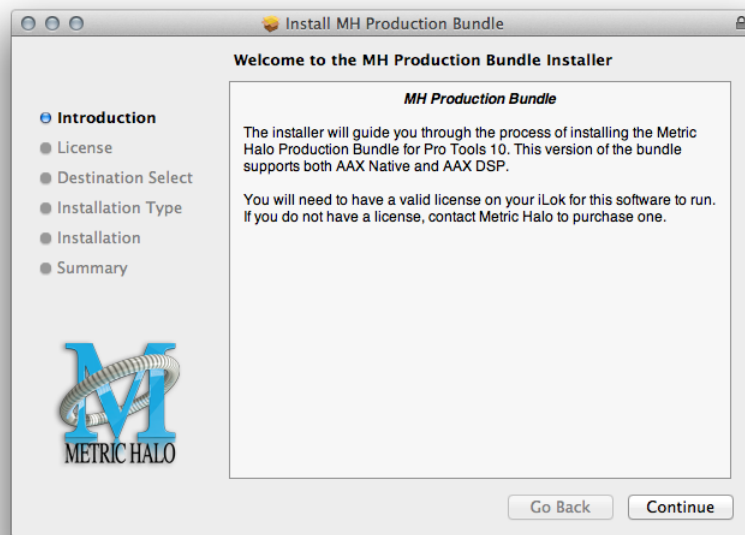 Install MH Production Bundle
Welcome to the MH Production Bundle Installer
Introduction
License
Destination Select
Installation Type
Installation
Summary
MH Production Bundle
The installer will guide you through the process of installing the Metric
Halo Production Bundle for Pro Tools 10. This version of the bundle
supports both AAX Native and AAX DSP.
You will need to have a valid license on your iLok for this software to run.
If you do not have a license, contact Metric Halo to purchase one.
M
METRIC HALO
Go Back
Continue